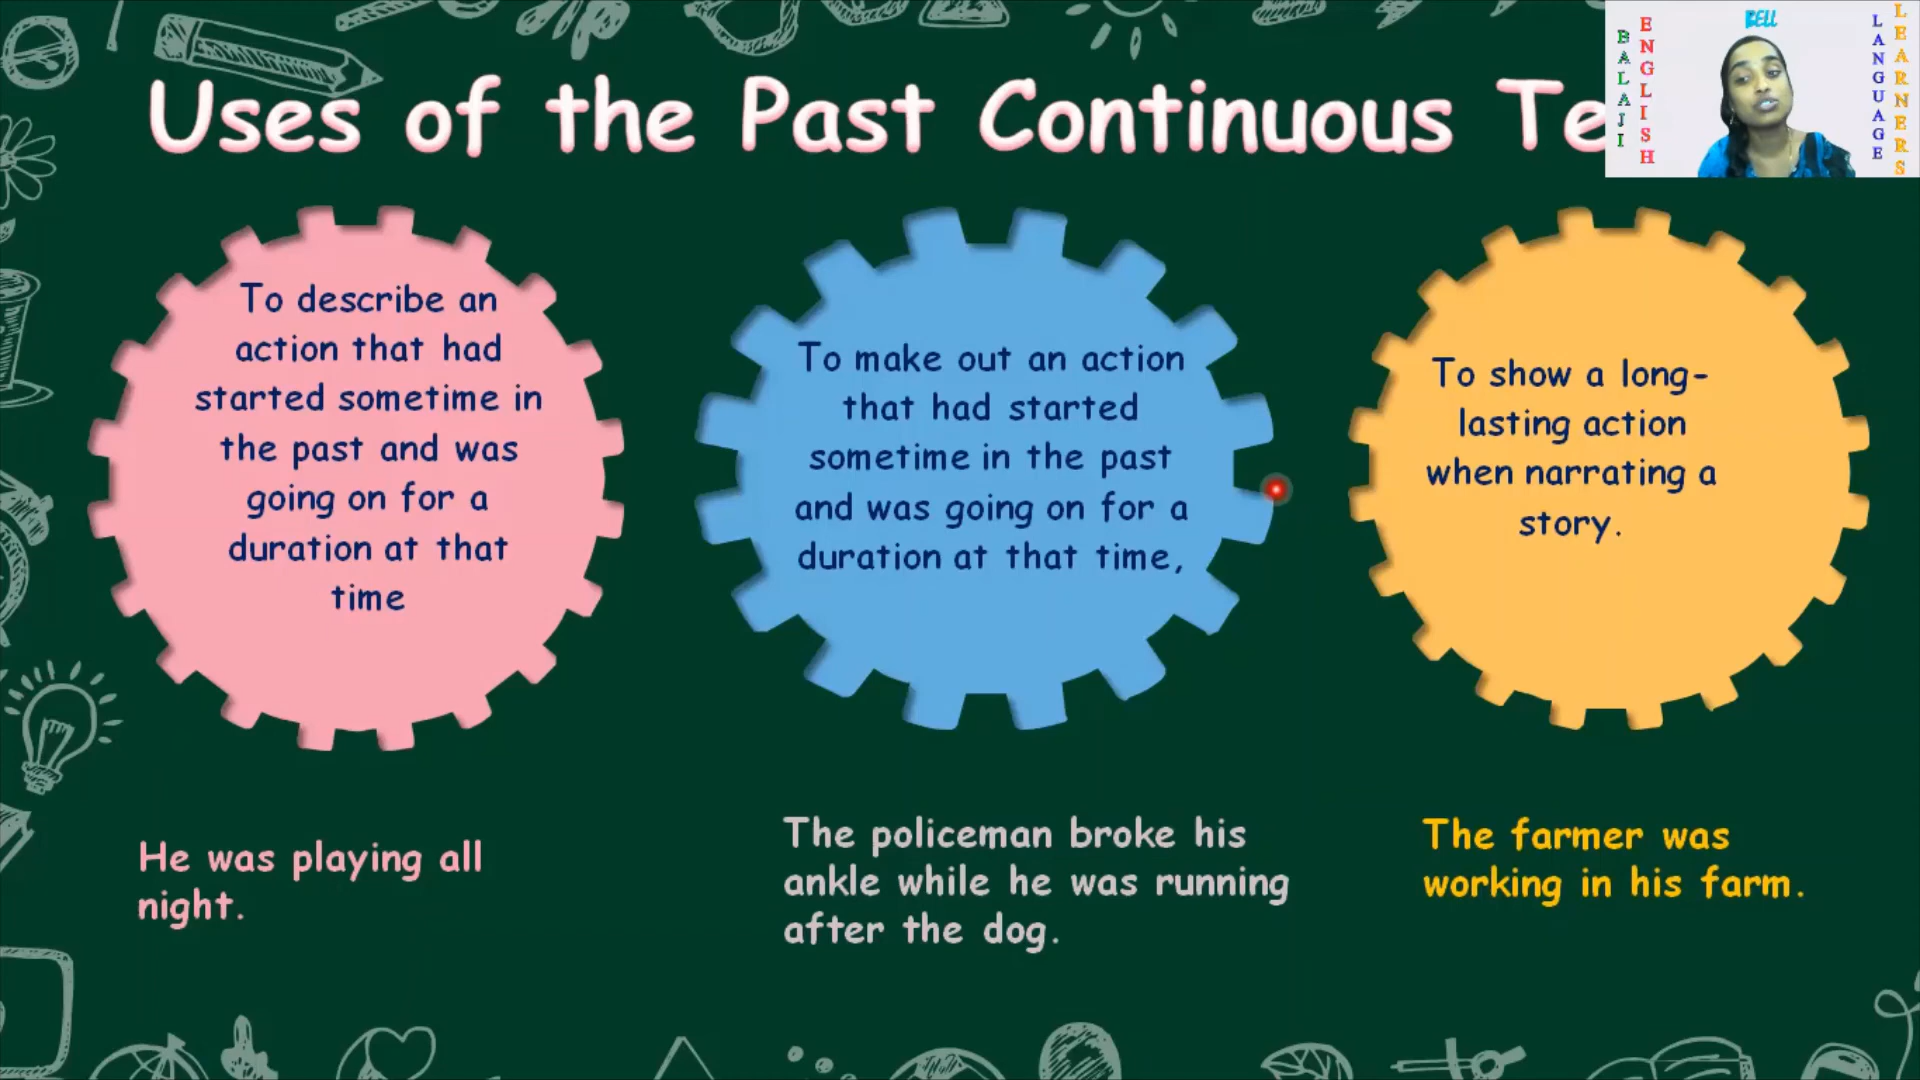 Uses of the Past Continuous Te
BELL
BALAJI
ENGLISH
LANGUAGE
LEARNERS
To describe an
action that had
started sometime in
the past and was
going on for a
duration at that
time
To make out an action
that had started
sometime in the past
and was going on for a
duration at that time,
To show a long-
lasting action
when narrating a
story.
He was playing all
night.
The policeman broke his
ankle while he was running
after the dog.
The farmer was
working in his farm.